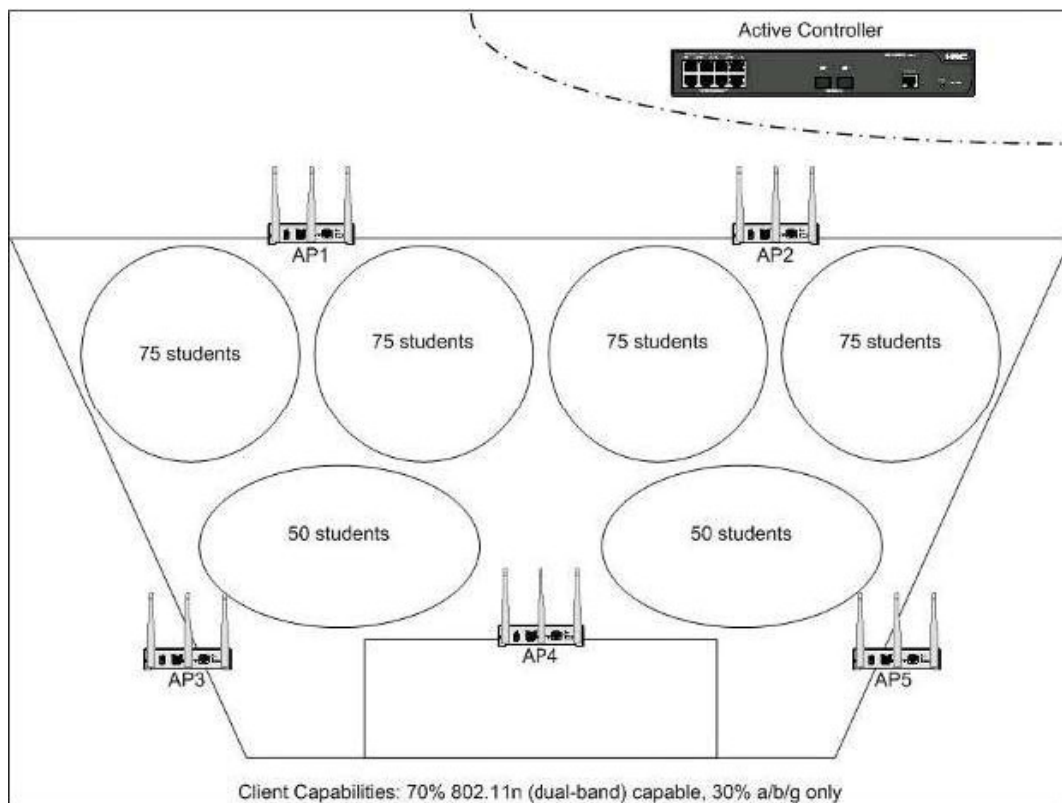 Active Controller
H3C
AP1
AP2
75 students
75 students
75 students
75 students
50 students
50 students
AP3
AP4
AP5
Client Capabilities: 70% 802.11n (dual-band) capable, 30% a/b/g only